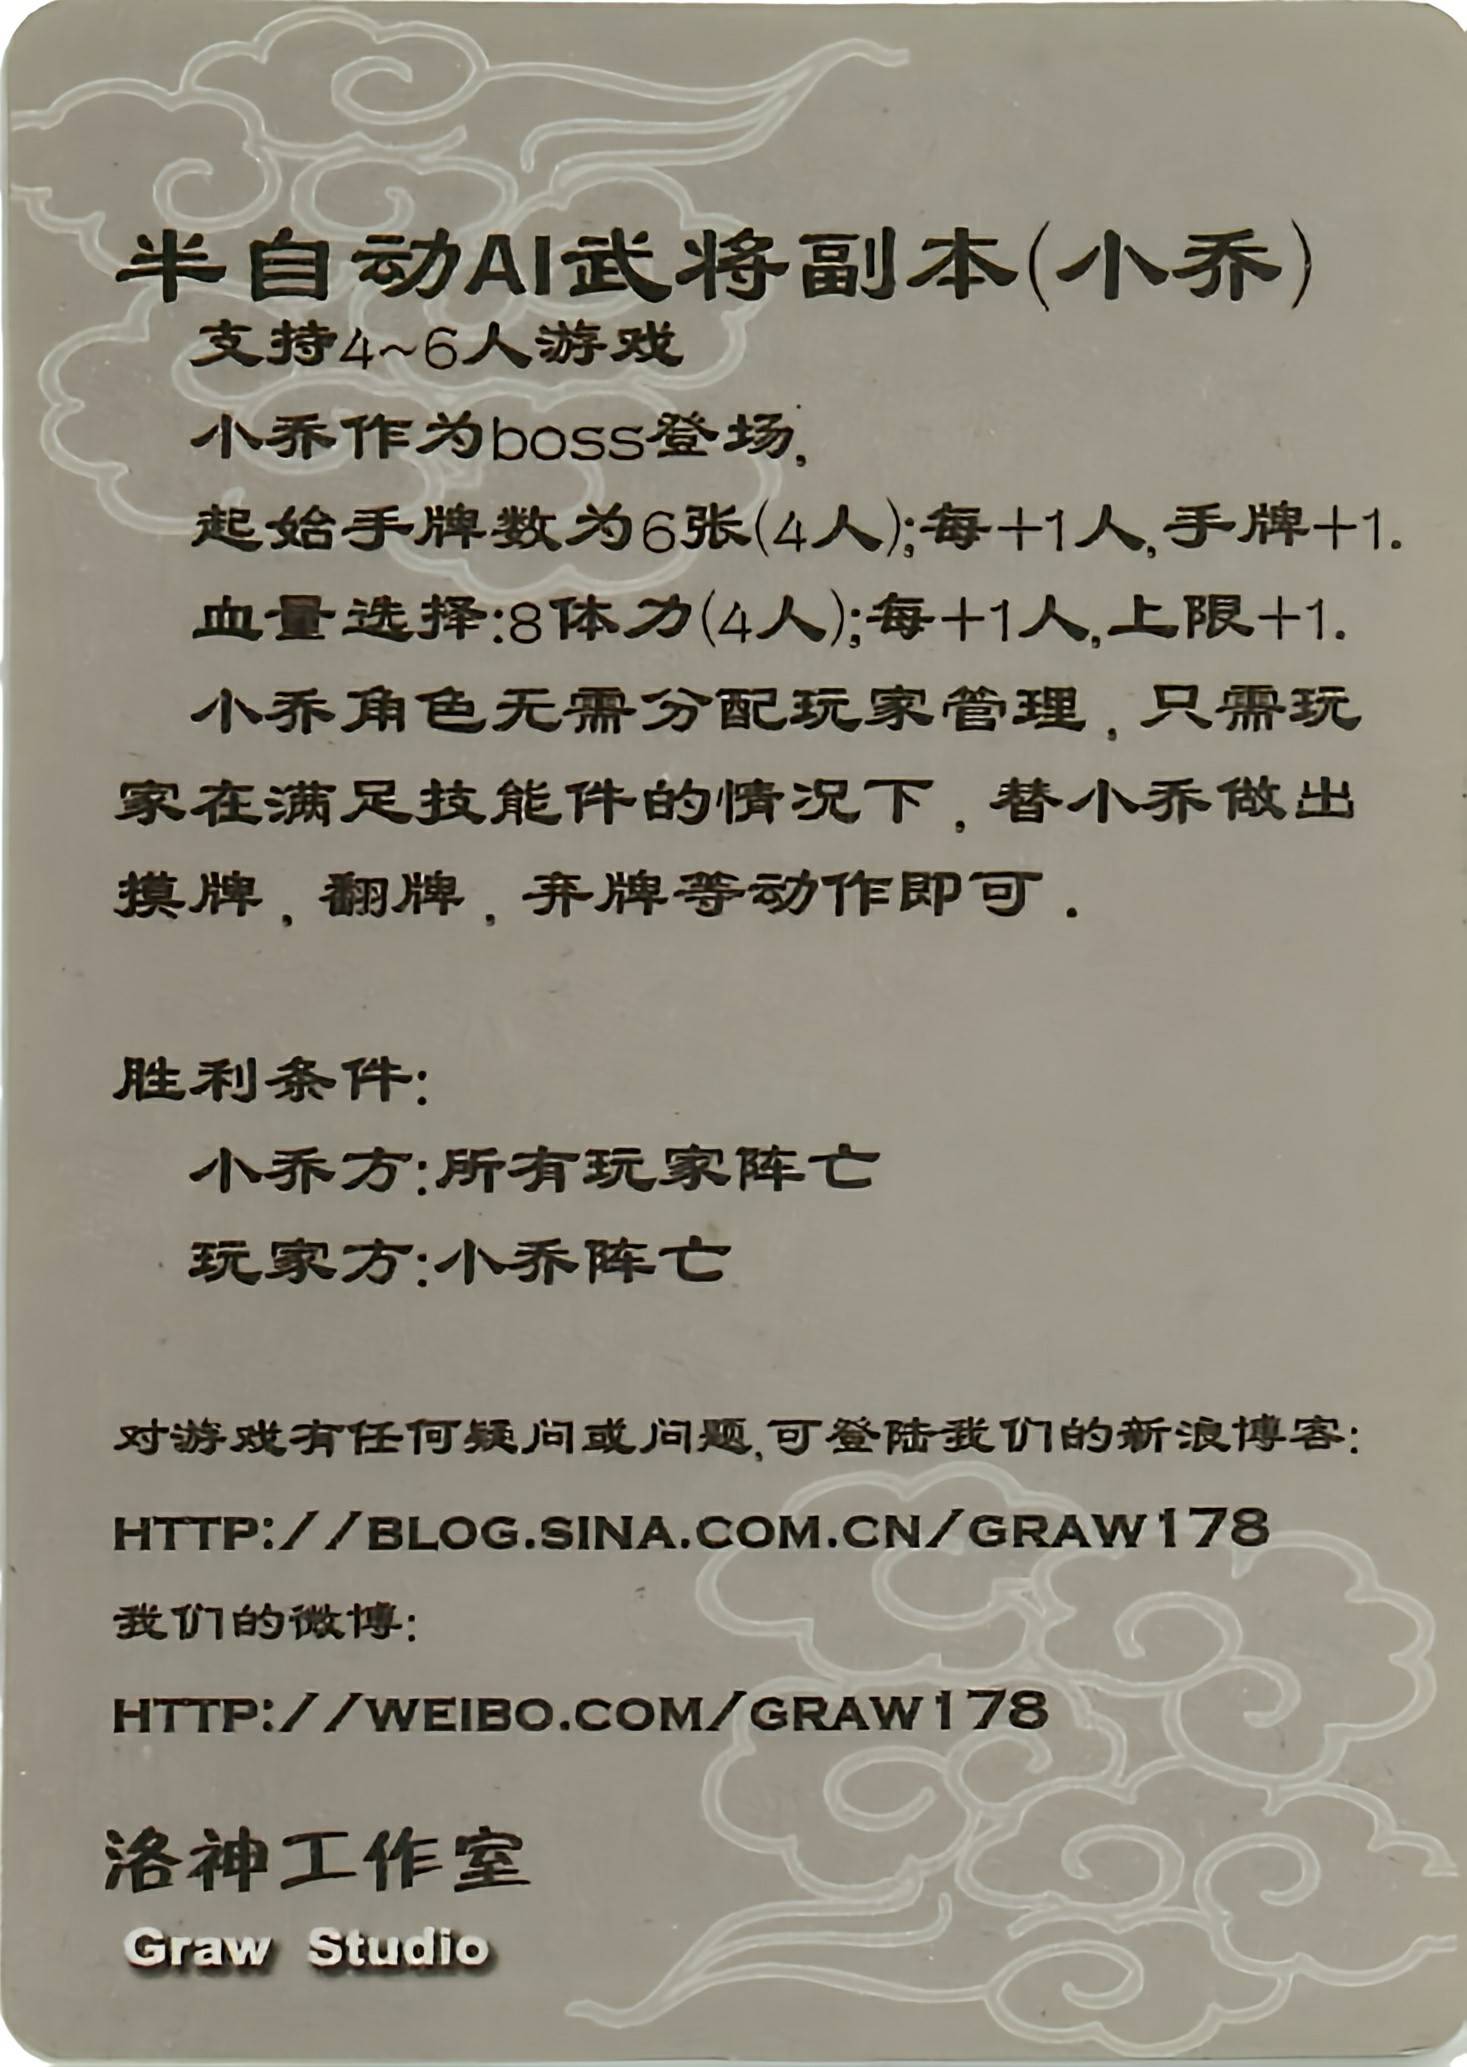 半自动AI武将副本(小乔)
支持4~6人游戏
小乔作为boss登场,
起始手牌数为6张(4人);每+1人,手牌+1.
血量选择:8体力(4人);每+1人,上限+1.
小乔角色无需分配玩家管理,只需玩
家在满足技能件的情况下,替小乔做出
摸牌,翻牌,弃牌等动作即可.
胜利条件:
小乔方:所有玩家阵亡
玩家方:小乔阵亡
对游戏有任何疑问或问题,可登陆我们的新浪博客:
HTTP://BLOG.SINA.COM.CN/GRAW178
我们的微博:
HTTP://WEIBO.COM/GRAW178
洛神工作室
Graw Studio